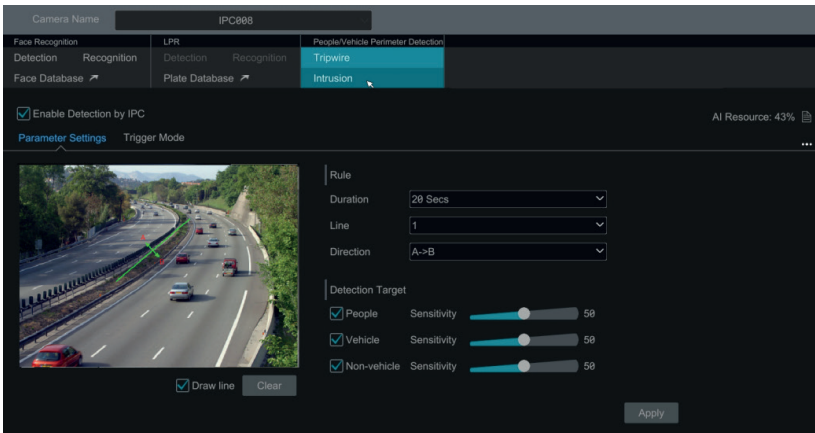 Camera Name IPC008
Face Recognition LPR People/Vehicle Perimeter Detection
Detection Recognition Detection Recognition Tripwire
Face Database Plate Database Intrusion
Enable Detection by IPC
AI Resource: 43%
Parameter Settings Trigger Mode
Rule
Duration 20 Secs
Line 1
Direction A->B
Detection Target
People Sensitivity 50
Vehicle Sensitivity 50
Non-vehicle Sensitivity 50
Draw line Clear
Apply